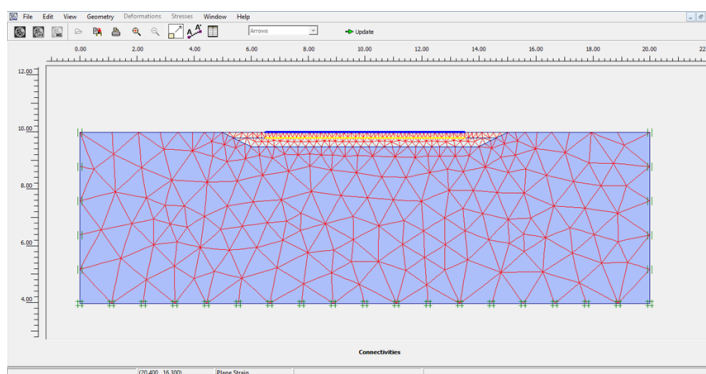 File Edit View Geometry Deformations Stresses Window Help
Arrows Update
0.00 2.00 4.00 6.00 8.00 10.00 12.00 14.00 16.00 18.00 20.00 22
12.00
10.00
8.00
6.00
4.00
Connectivities
(20.400 16.300) Plane Strain